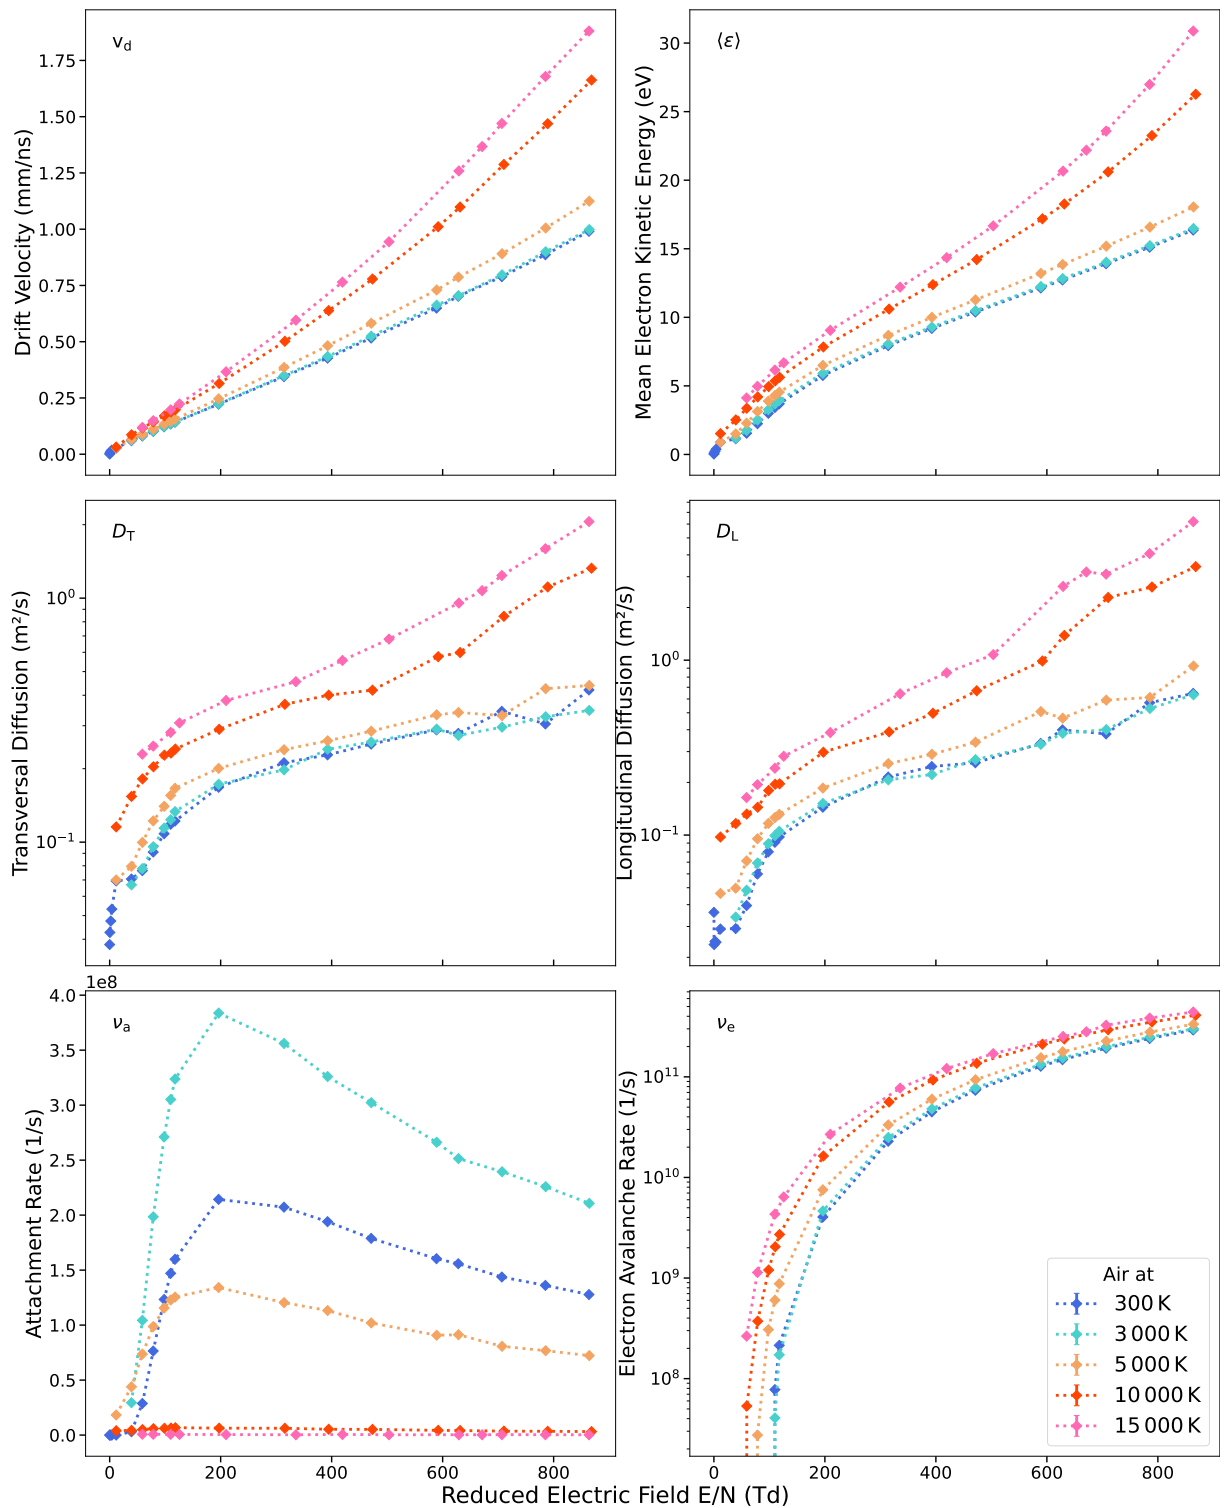 v_d
Drift Velocity (mm/ns)
1.75
1.50
1.25
1.00
0.75
0.50
0.25
0.00
⟨ε⟩
Mean Electron Kinetic Energy (eV)
30
25
20
15
10
5
0
D_T
Transversal Diffusion (m²/s)
10⁰
10⁻¹
D_L
Longitudinal Diffusion (m²/s)
10⁰
10⁻¹
1e8
ν_a
Attachment Rate (1/s)
4.0
3.5
3.0
2.5
2.0
1.5
1.0
0.5
0.0
0 200 400 600 800
ν_e
Electron Avalanche Rate (1/s)
10¹¹
10¹⁰
10⁹
10⁸
Air at
300 K
3 000 K
5 000 K
10 000 K
15 000 K
0 200 400 600 800
Reduced Electric Field E/N (Td)